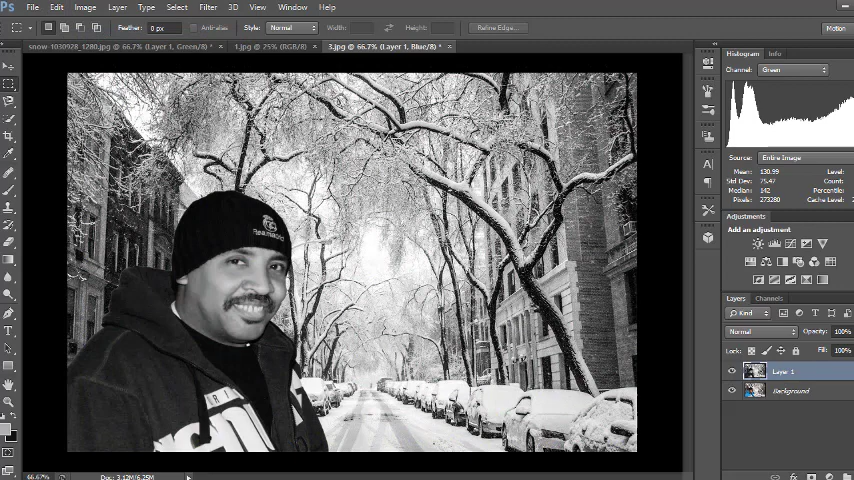 Ps File Edit Image Layer Type Select Filter 3D View Window Help
Feather: 0 px Anti-alias Style: Normal Width: Height: Refine Edge... Motion
snow-1030928_1280.jpg @ 66.7% (Layer 1, Green/8) * × 1.jpg @ 25% (RGB/8) × 3.jpg @ 66.7% (Layer 1, Blue/8) * ×
Histogram Info
Channel: Green
Source: Entire Image
Mean: 130.99 Level:
Std Dev: 75.47 Count:
Median: 142 Percentile:
Pixels: 273280 Cache Level:
Adjustments
Add an adjustment
Layers Channels
Kind
Normal Opacity: 100%
Lock: Fill: 100%
Layer 1
Background
66.67% Doc: 3.12M/6.25M